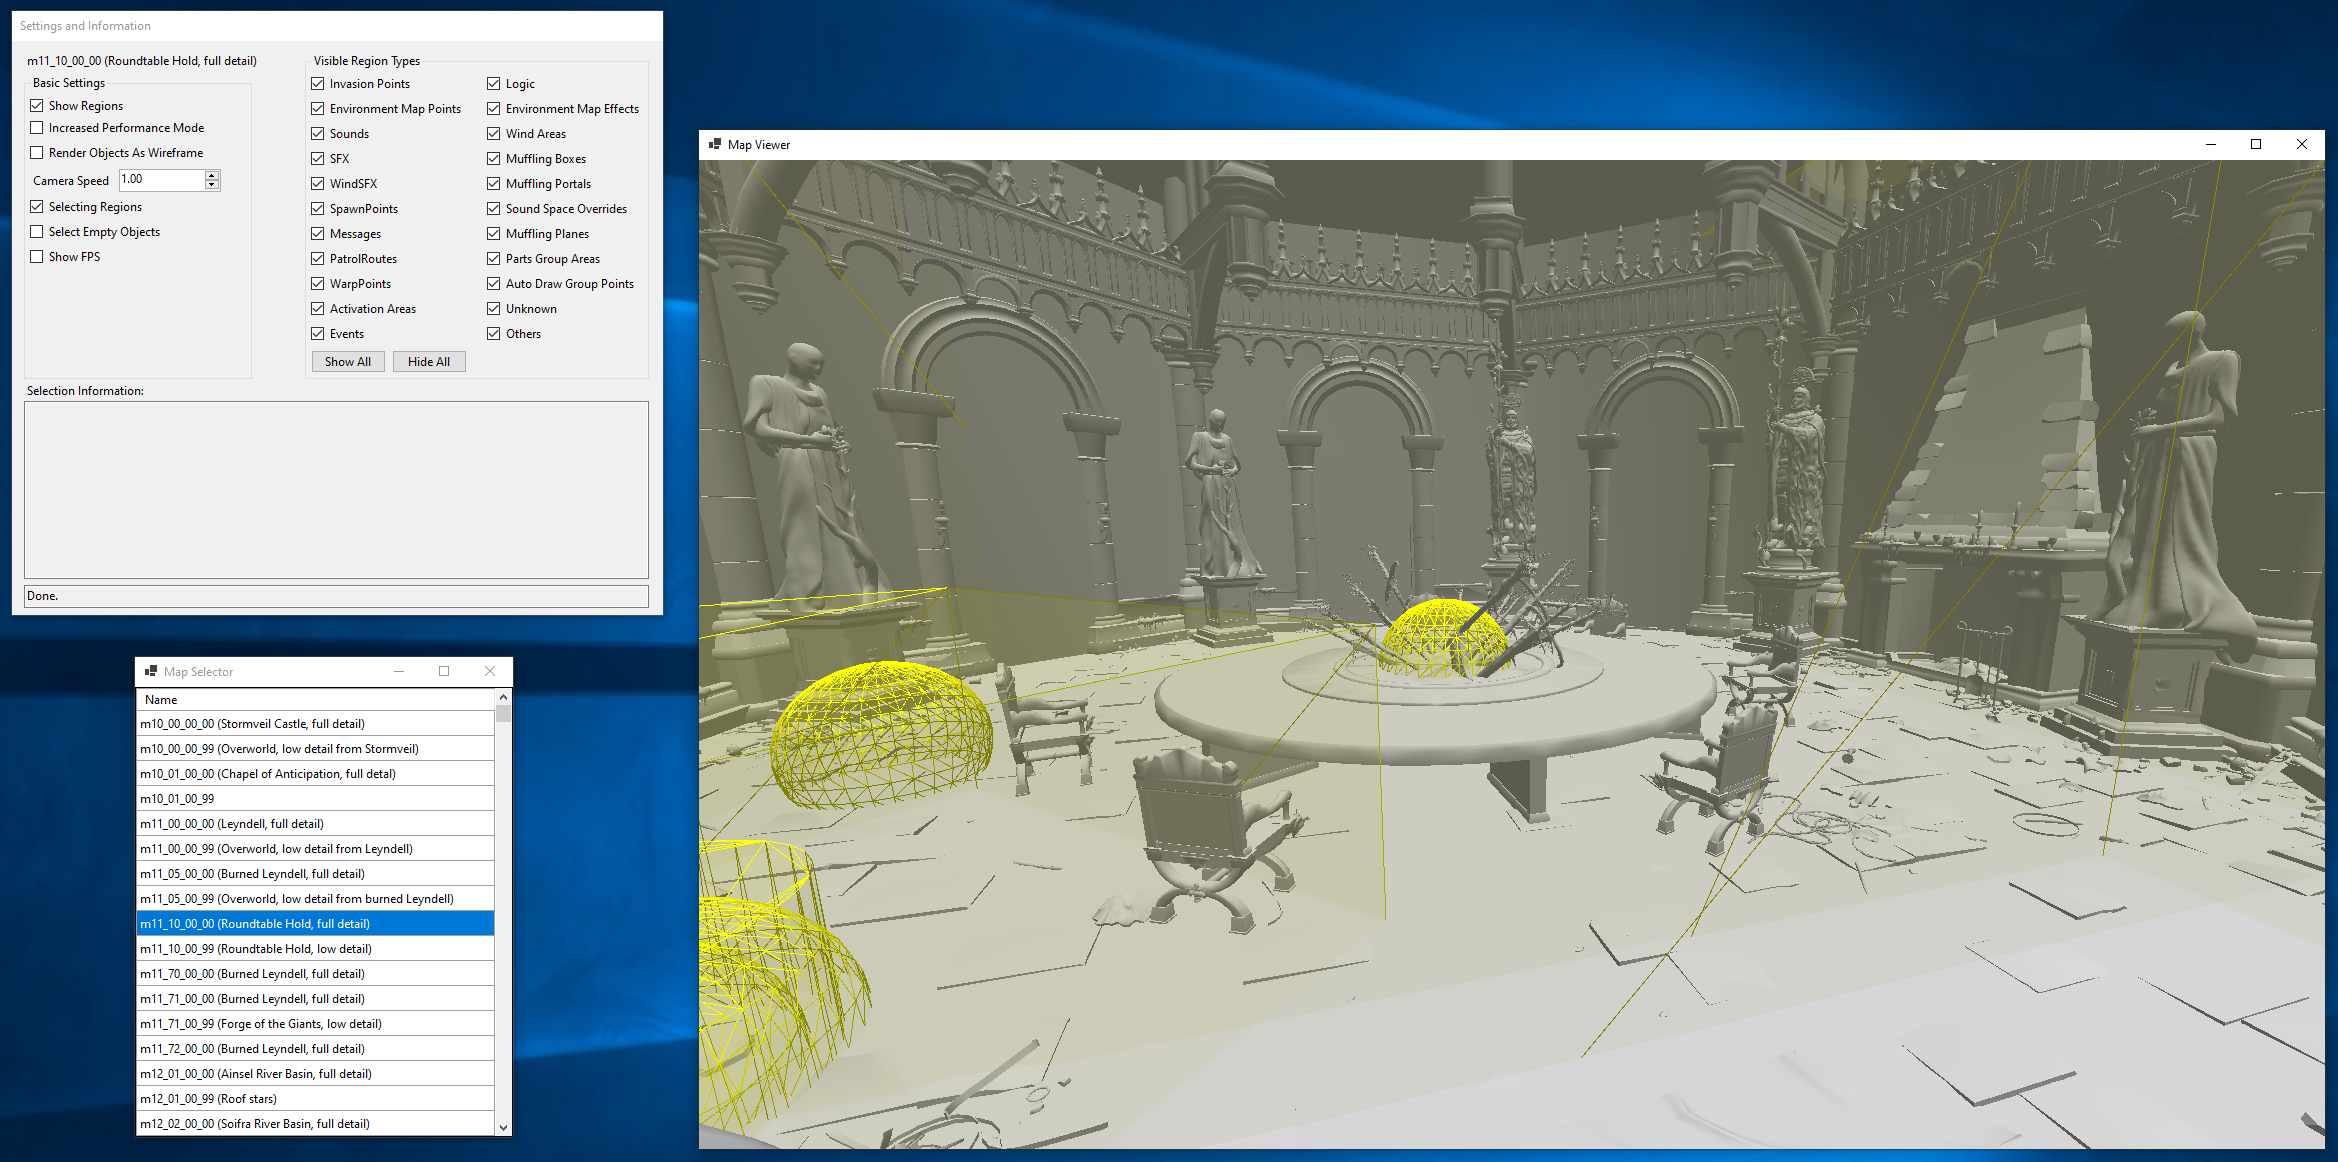 Settings and Information
m11_10_00_00 (Roundtable Hold, full detail)
Basic Settings
Show Regions
Increased Performance Mode
Render Objects As Wireframe
Camera Speed 1.00
Selecting Regions
Select Empty Objects
Show FPS
Visible Region Types
Invasion Points
Logic
Environment Map Points
Environment Map Effects
Sounds
Wind Areas
SFX
Muffling Boxes
WindSFX
Muffling Portals
SpawnPoints
Sound Space Overrides
Messages
Muffling Planes
PatrolRoutes
Parts Group Areas
WarpPoints
Auto Draw Group Points
Activation Areas
Unknown
Events
Others
Show All
Hide All
Selection Information:
Done.
Map Selector
Name
m10_00_00_00 (Stormveil Castle, full detail)
m10_00_00_99 (Overworld, low detail from Stormveil)
m10_01_00_00 (Chapel of Anticipation, full detal)
m10_01_00_99
m11_00_00_00 (Leyndell, full detail)
m11_00_00_99 (Overworld, low detail from Leyndell)
m11_05_00_00 (Burned Leyndell, full detail)
m11_05_00_99 (Overworld, low detail from burned Leyndell)
m11_10_00_00 (Roundtable Hold, full detail)
m11_10_00_99 (Roundtable Hold, low detail)
m11_70_00_00 (Burned Leyndell, full detail)
m11_71_00_00 (Burned Leyndell, full detail)
m11_71_00_99 (Forge of the Giants, low detail)
m11_72_00_00 (Burned Leyndell, full detail)
m12_01_00_00 (Ainsel River Basin, full detail)
m12_01_00_99 (Roof stars)
m12_02_00_00 (Soifra River Basin, full detail)
Map Viewer